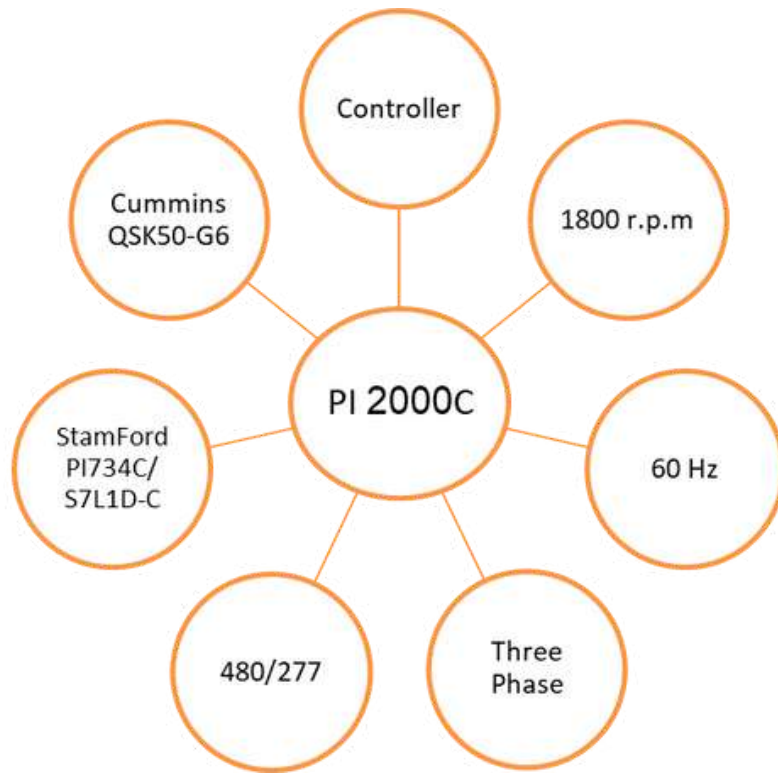 Controller
Cummins
QSK50-G6
1800 r.p.m
PI 2000C
StamFord
PI734C/
S7L1D-C
60 Hz
480/277
Three
Phase